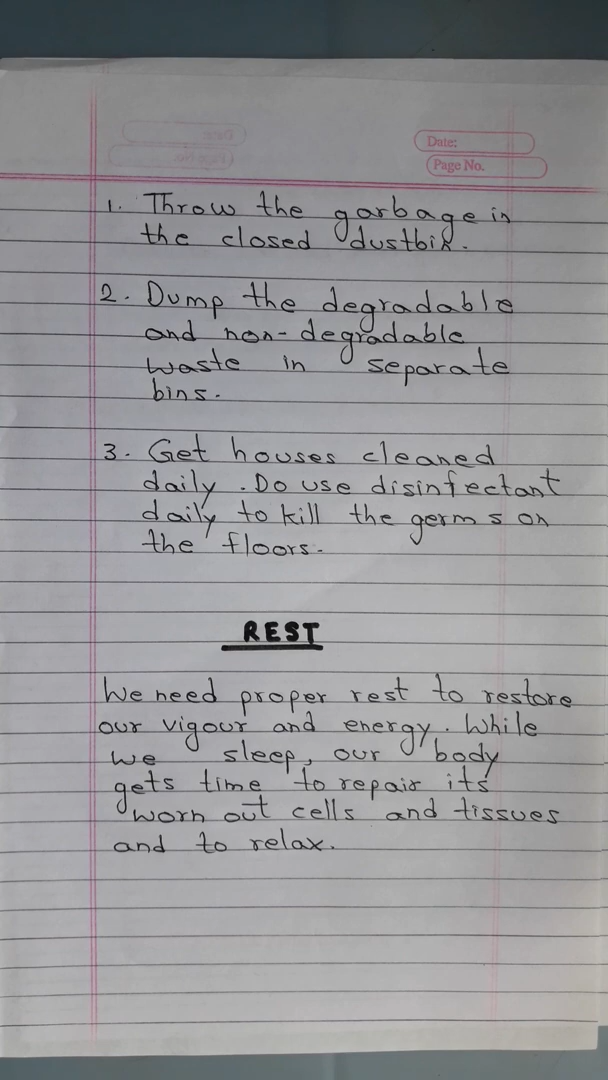 Date:
Page No.
1. Throw the garbage in
the closed dustbin.
2. Dump the degradable
and non-degradable
waste in separate
bins.
3. Get houses cleaned
daily. Do use disinfectant
daily to kill the germs on
the floors.
REST
We need proper rest to restore
our vigour and energy. While
we sleep, our body
gets time to repair its
worn out cells and tissues
and to relax.